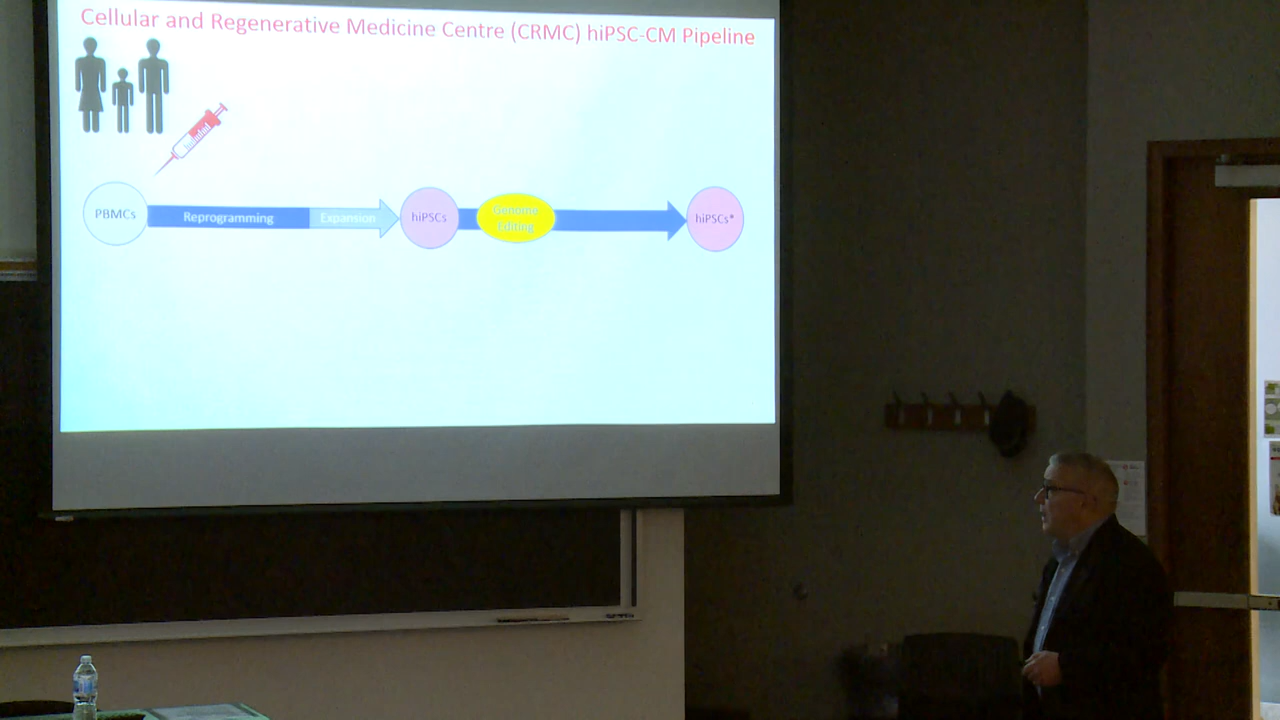 Cellular and Regenerative Medicine Centre (CRMC) hiPSC-CM Pipeline
PBMCs
Reprogramming
Expansion
hiPSCs
Genome
Editing
hiPSCs*